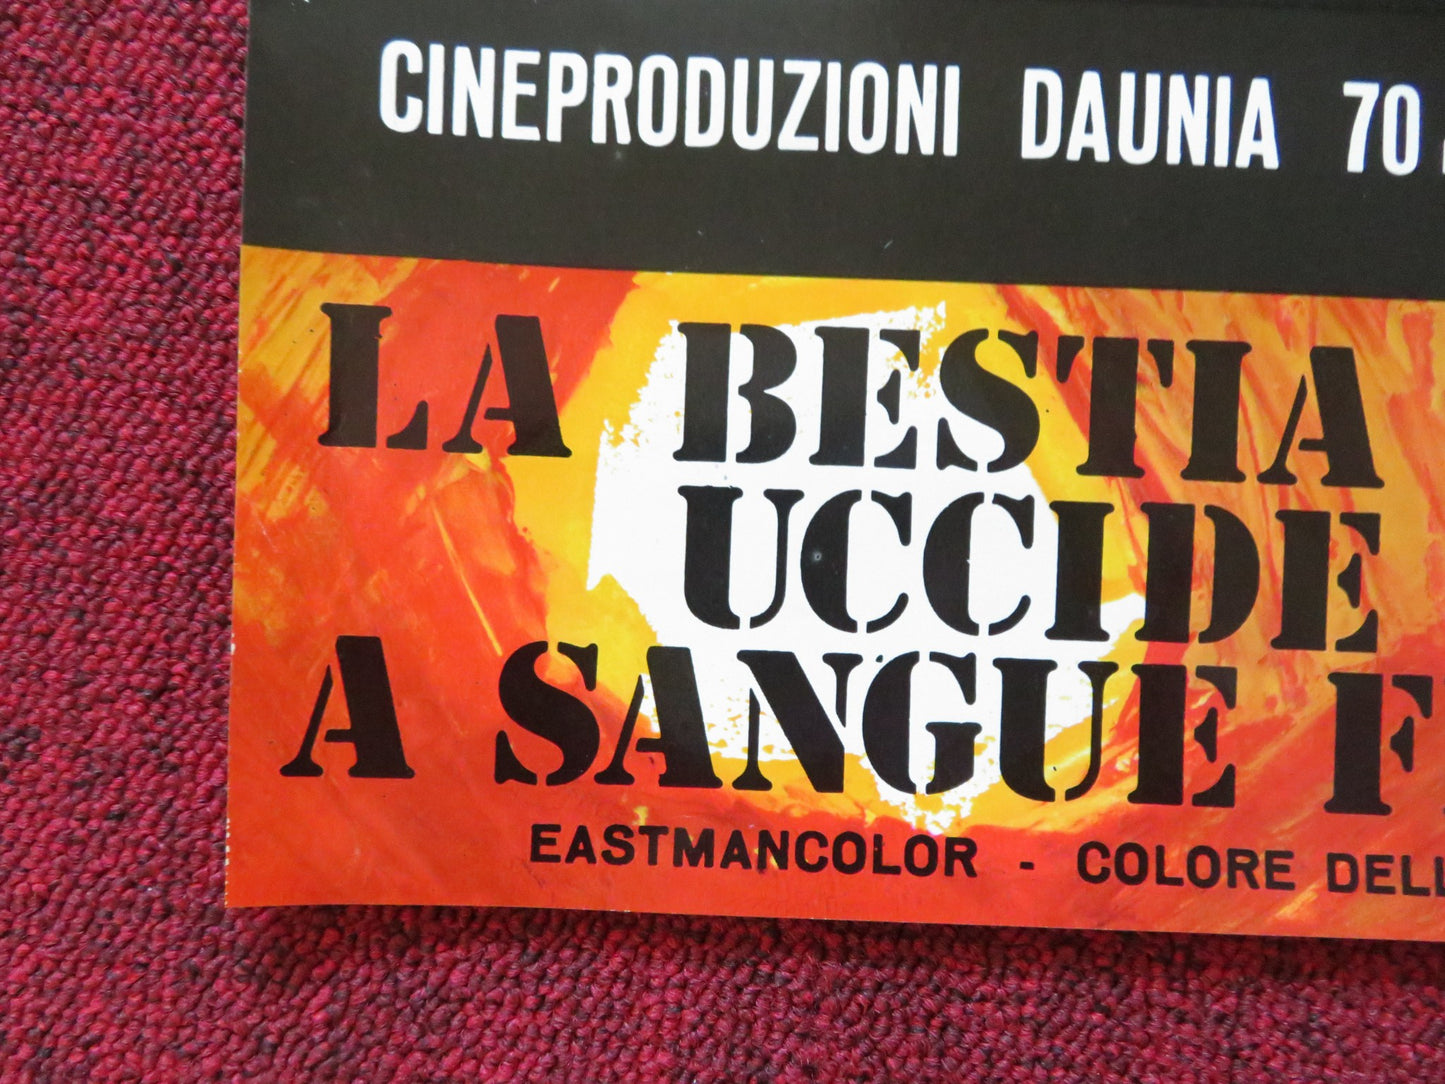 CINEPRODUZIONI DAUNIA 70
LA BESTIA
UCCIDE
A SANGUE F
EASTMANCOLOR - COLORE DELL